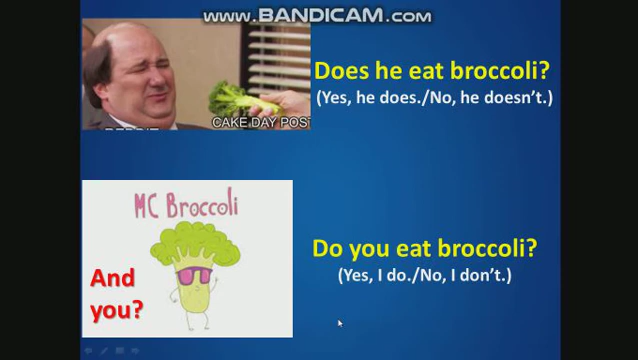 www.BANDICAM.com
Does he eat broccoli?
(Yes, he does./No, he doesn't.)
CAKE DAY POST
MC Broccoli
Do you eat broccoli?
(Yes, I do./No, I don't.)
And
you?